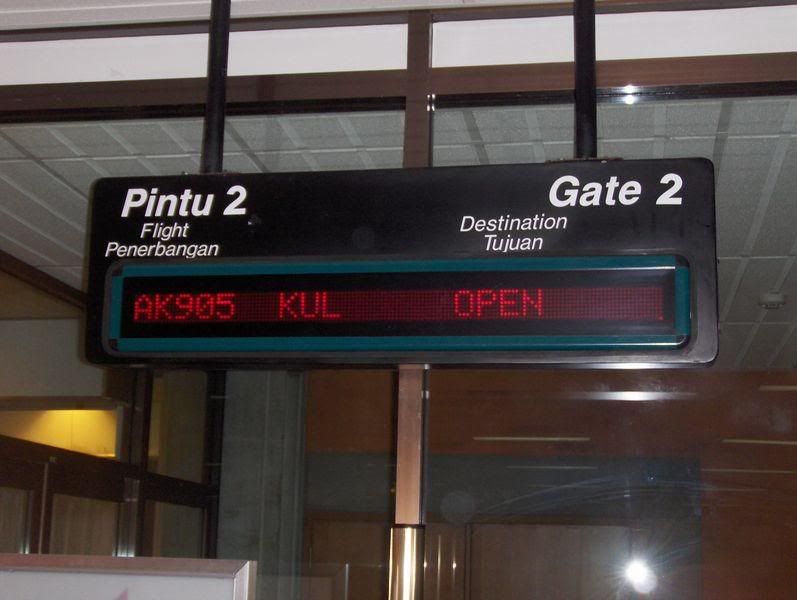 Pintu 2 Gate 2
Flight Destination
Penerbangan Tujuan
AK905 KUL OPEN